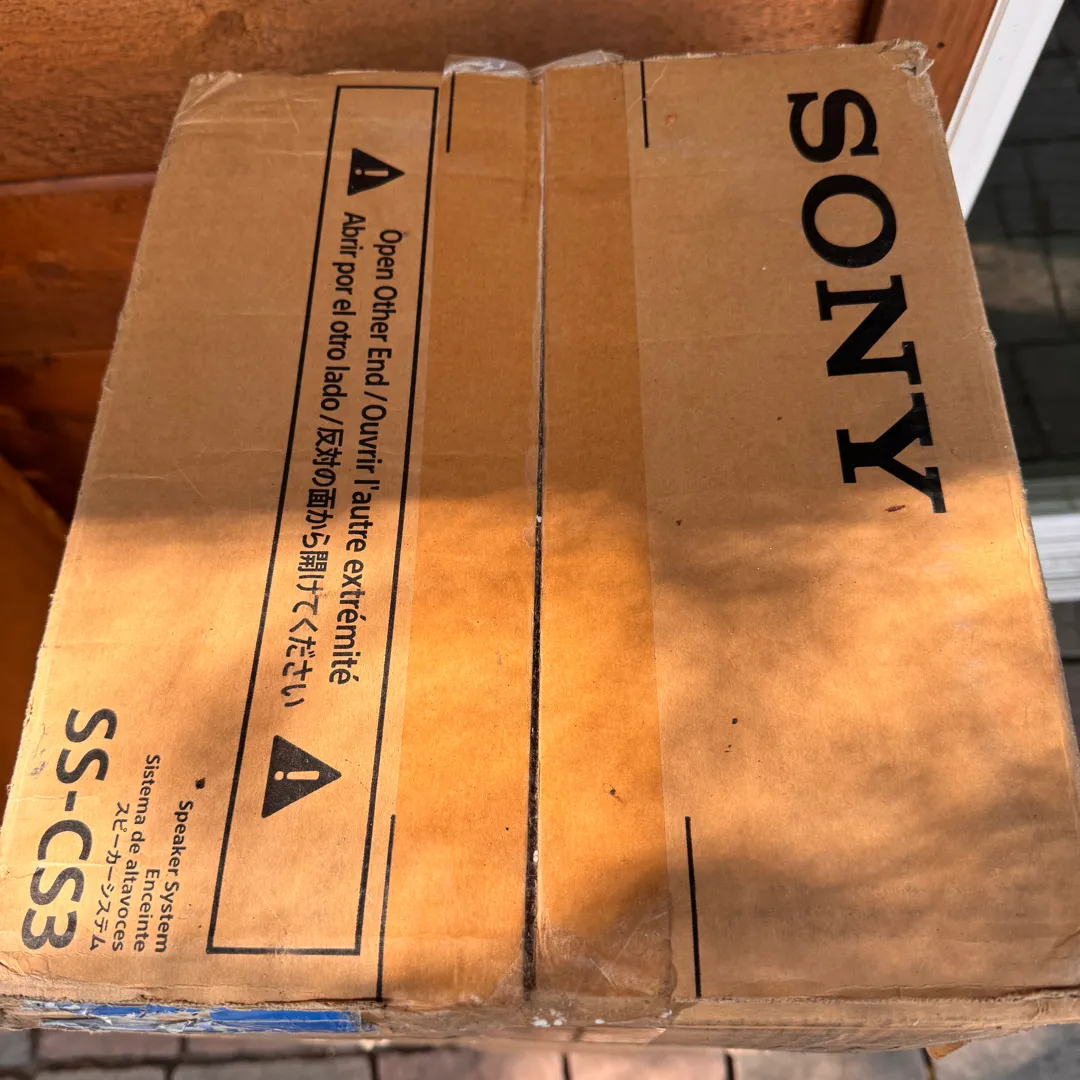 SONY
Open Other End / Ouvrir l'autre extrémité
Abrir por el otro lado / 反対の面から開けてください
Speaker System
Enceinte
Sistema de altavoces
スピーカーシステム
SS-CS3